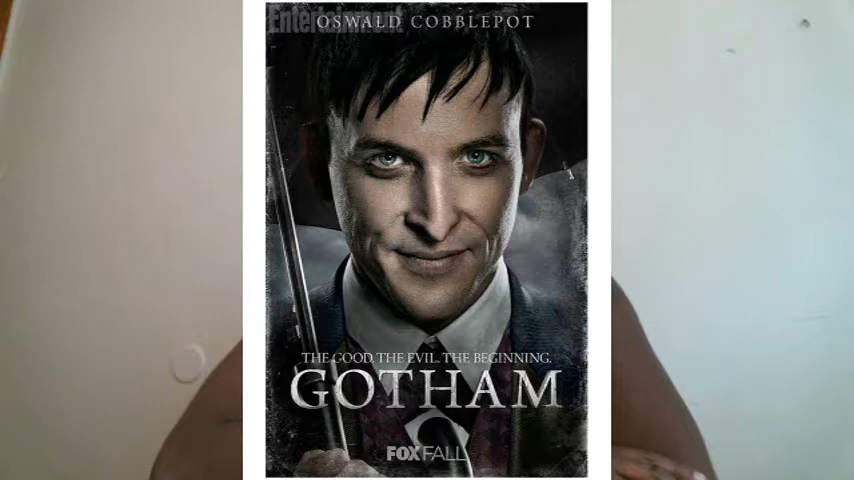 Entertainment
OSWALD COBBLEPOT
THE GOOD. THE EVIL. THE BEGINNING.
GOTHAM
FOX FALL